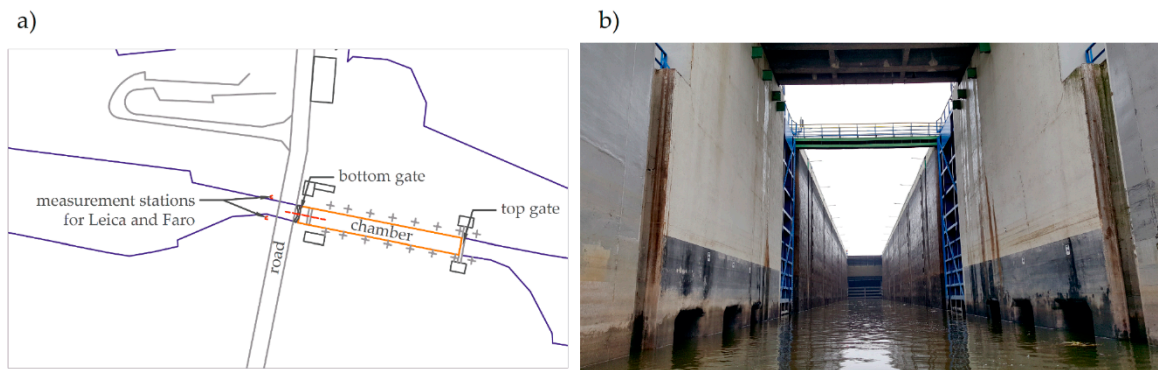 a)
b)
bottom gate
measurement stations
for Leica and Faro
top gate
chamber
road